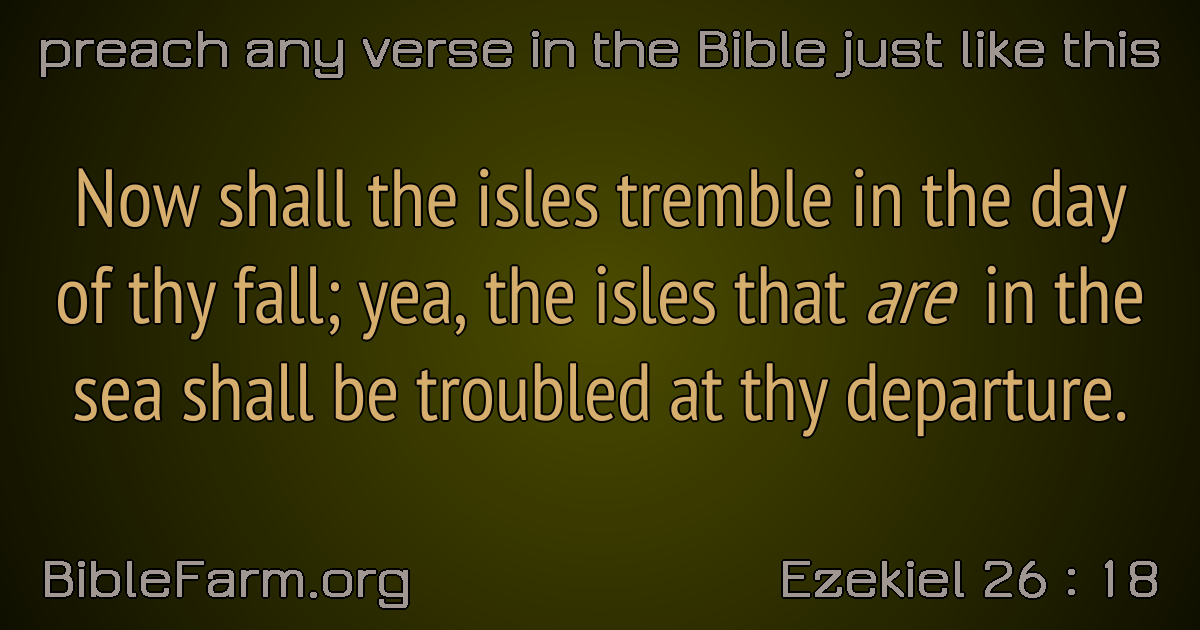 preach any verse in the Bible just like this
Now shall the isles tremble in the day
of thy fall; yea, the isles that are in the
sea shall be troubled at thy departure.
BibleFarm.org
Ezekiel 26 : 18